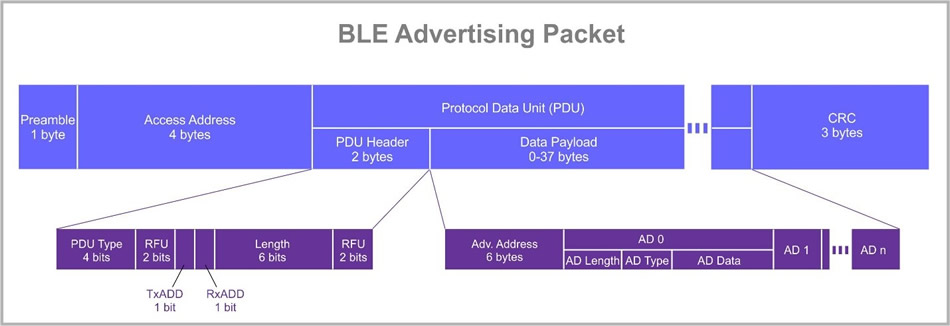 BLE Advertising Packet
Preamble
1 byte
Access Address
4 bytes
Protocol Data Unit (PDU)
PDU Header
2 bytes
Data Payload
0-37 bytes
CRC
3 bytes
PDU Type
4 bits
RFU
2 bits
TxADD
1 bit
RxADD
1 bit
Length
6 bits
RFU
2 bits
Adv. Address
6 bytes
AD 0
AD Length
AD Type
AD Data
AD 1
AD n